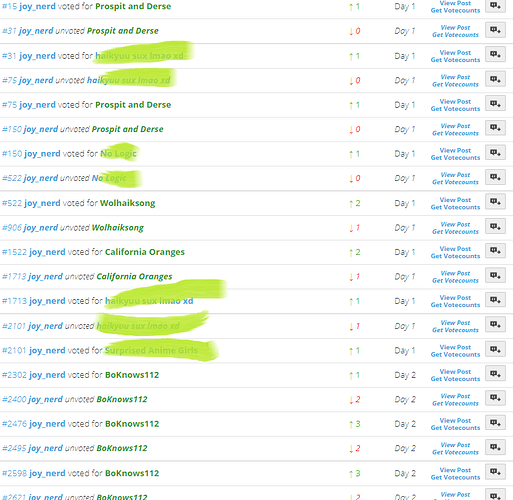 #15 joy_nerd voted for Prospit and Derse ↑ 1 Day 1 View Post Get Votecounts
#31 joy_nerd unvoted Prospit and Derse ↓ 0 Day 1 View Post Get Votecounts
#31 joy_nerd voted for haikyuu sux lmao xd ↑ 1 Day 1 View Post Get Votecounts
#75 joy_nerd unvoted haikyuu sux lmao xd ↓ 0 Day 1 View Post Get Votecounts
#75 joy_nerd voted for Prospit and Derse ↑ 1 Day 1 View Post Get Votecounts
#150 joy_nerd unvoted Prospit and Derse ↓ 0 Day 1 View Post Get Votecounts
#150 joy_nerd voted for No Logic ↑ 1 Day 1 View Post Get Votecounts
#522 joy_nerd unvoted No Logic ↓ 0 Day 1 View Post Get Votecounts
#522 joy_nerd voted for Wolhaiksong ↑ 2 Day 1 View Post Get Votecounts
#906 joy_nerd unvoted Wolhaiksong ↓ 1 Day 1 View Post Get Votecounts
#1522 joy_nerd voted for California Oranges ↑ 2 Day 1 View Post Get Votecounts
#1713 joy_nerd unvoted California Oranges ↓ 1 Day 1 View Post Get Votecounts
#1713 joy_nerd voted for haikyuu sux lmao xd ↑ 1 Day 1 View Post Get Votecounts
#2101 joy_nerd unvoted haikyuu sux lmao xd ↓ 1 Day 1 View Post Get Votecounts
#2101 joy_nerd voted for Surprised Anime Girls ↑ 1 Day 1 View Post Get Votecounts
#2302 joy_nerd voted for BoKnows112 ↑ 1 Day 2 View Post Get Votecounts
#2400 joy_nerd unvoted BoKnows112 ↓ 2 Day 2 View Post Get Votecounts
#2476 joy_nerd voted for BoKnows112 ↑ 3 Day 2 View Post Get Votecounts
#2495 joy_nerd unvoted BoKnows112 ↓ 2 Day 2 View Post Get Votecounts
#2598 joy_nerd voted for BoKnows112 ↑ 3 Day 2 View Post Get Votecounts
#2621 joy_nerd unvoted BoKnows112 ↓ 2 Day 2 View Post